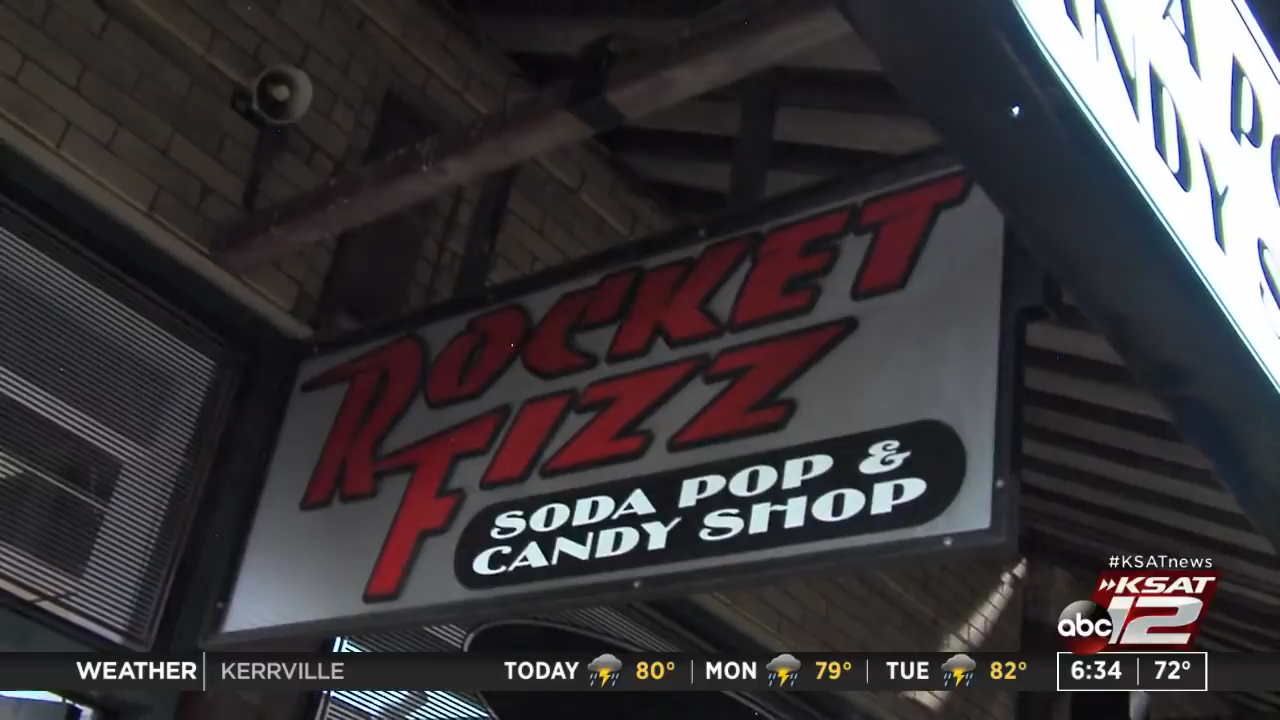 ROCKET
FIZZ
SODA POP &
CANDY SHOP
#KSATnews
KSAT
abc 12
WEATHER KERRVILLE TODAY 80° MON 79° TUE 82° 6:34 72°